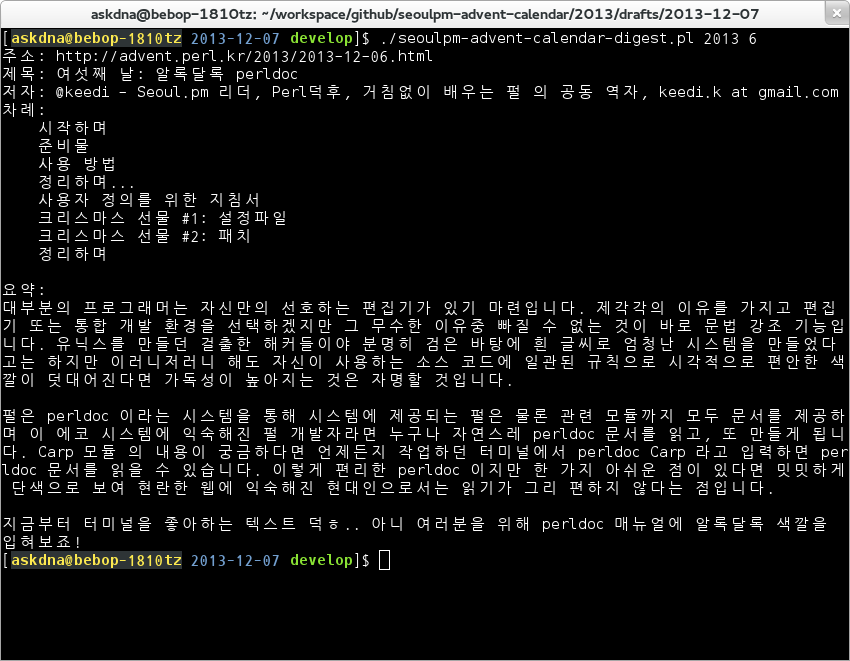 askdna@bebop-1810tz: ~/workspace/github/seoulpm-advent-calendar/2013/drafts/2013-12-07
[askdna@bebop-1810tz 2013-12-07 develop]$ ./seoulpm-advent-calendar-digest.pl 2013 6
주소: http://advent.perl.kr/2013/2013-12-06.html
제목: 여섯째 날: 알록달록 perldoc
저자: @keedi - Seoul.pm 리더, Perl덕후, 거침없이 배우는 펄 의 공동 역자, keedi.k at gmail.com
차례:
시작하며
준비물
사용 방법
정리하며...
사용자 정의를 위한 지침서
크리스마스 선물 #1: 설정파일
크리스마스 선물 #2: 패치
정리하며
요약:
대부분의 프로그래머는 자신만의 선호하는 편집기가 있기 마련입니다. 제각각의 이유를 가지고 편집
기 또는 통합 개발 환경을 선택하겠지만 그 무수한 이유중 빠질 수 없는 것이 바로 문법 강조 기능입
니다. 유닉스를 만들던 걸출한 해커들이야 분명히 검은 바탕에 흰 글씨로 엄청난 시스템을 만들었다
고는 하지만 이러니저러니 해도 자신이 사용하는 소스 코드에 일관된 규칙으로 시각적으로 편안한 색
깔이 덧대어진다면 가독성이 높아지는 것은 자명할 것입니다.
펄은 perldoc 이라는 시스템을 통해 시스템에 제공되는 펄은 물론 관련 모듈까지 모두 문서를 제공하
며 이 에코 시스템에 익숙해진 펄 개발자라면 누구나 자연스레 perldoc 문서를 읽고, 또 만들게 됩니
다. Carp 모듈 의 내용이 궁금하다면 언제든지 작업하던 터미널에서 perldoc Carp 라고 입력하면 per
ldoc 문서를 읽을 수 있습니다. 이렇게 편리한 perldoc 이지만 한 가지 아쉬운 점이 있다면 밋밋하게
단색으로 보여 현란한 웹에 익숙해진 현대인으로서는 읽기가 그리 편하지 않다는 점입니다.
지금부터 터미널을 좋아하는 텍스트 덕ㅎ.. 아니 여러분을 위해 perldoc 매뉴얼에 알록달록 색깔을
입혀보죠!
[askdna@bebop-1810tz 2013-12-07 develop]$